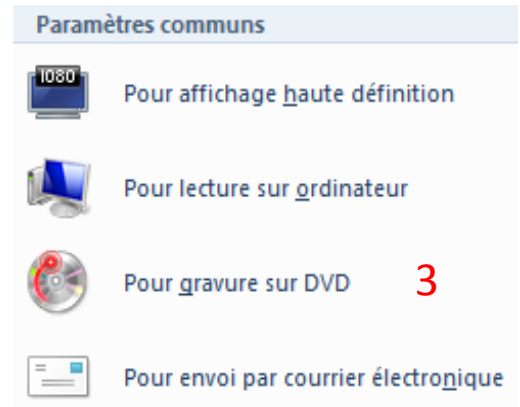 Paramètres communs
1080
Pour affichage haute définition
Pour lecture sur ordinateur
Pour gravure sur DVD 3
Pour envoi par courrier électronique